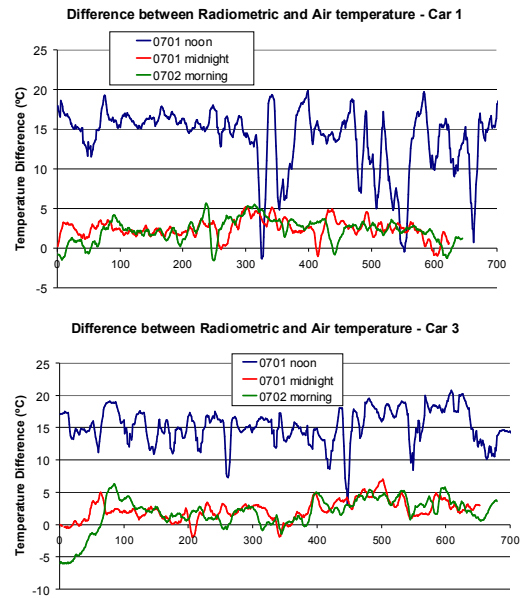 Difference between Radiometric and Air temperature - Car 1
0701 noon
0701 midnight
0702 morning
Temperature Difference (ºC)
25
20
15
10
5
0
-5
0 100 200 300 400 500 600 700
Difference between Radiometric and Air temperature - Car 3
0701 noon
0701 midnight
0702 morning
Temperature Difference (ºC)
25
20
15
10
5
0
-5
-10
0 100 200 300 400 500 600 700